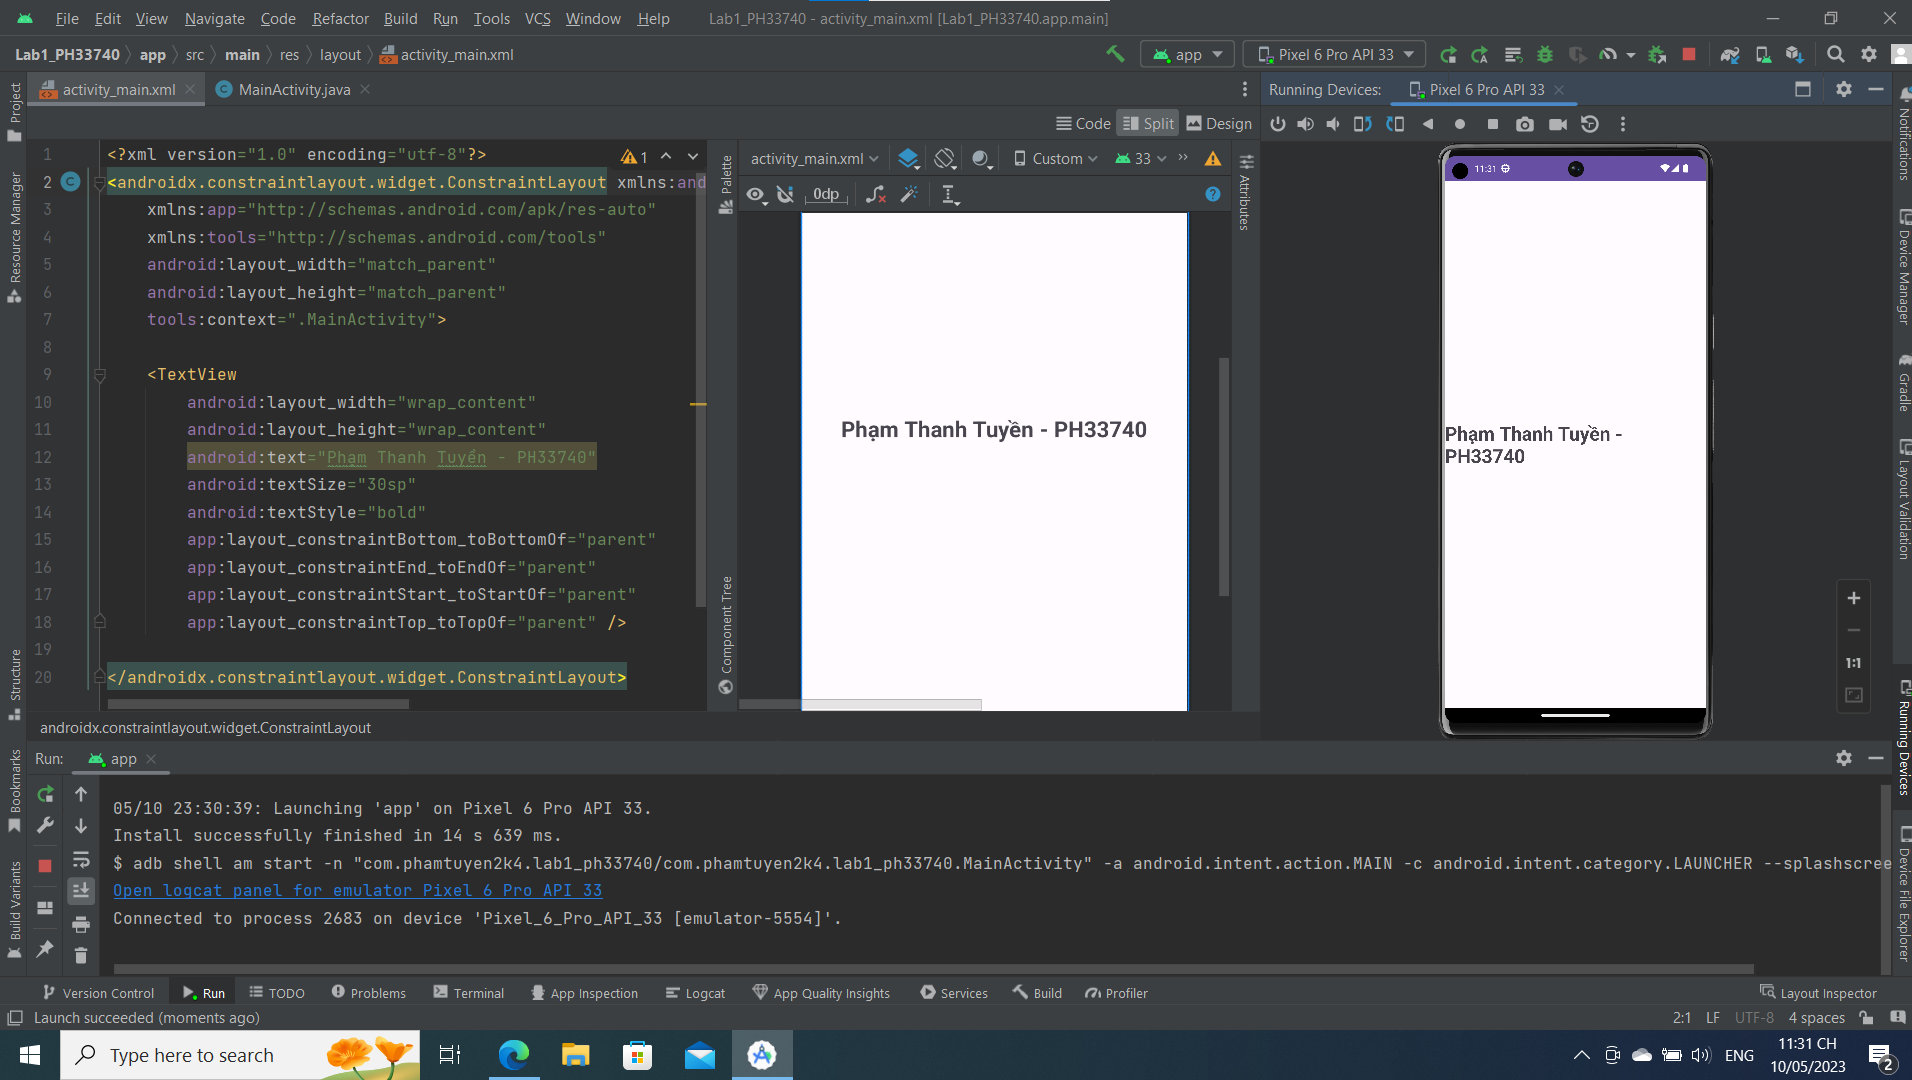 File Edit View Navigate Code Refactor Build Run Tools VCS Window Help Lab1_PH33740 - activity_main.xml [Lab1_PH33740.app.main]
Lab1_PH33740 app src main res layout activity_main.xml app Pixel 6 Pro API 33
activity_main.xml MainActivity.java Running Devices: Pixel 6 Pro API 33
Code Split Design
activity_main.xml Custom 33
0dp
Project
Resource Manager
Structure
Bookmarks
Build Variants
1 <?xml version="1.0" encoding="utf-8"?> 1
2 <androidx.constraintlayout.widget.ConstraintLayout xmlns:and
3 xmlns:app="http://schemas.android.com/apk/res-auto"
4 xmlns:tools="http://schemas.android.com/tools"
5 android:layout_width="match_parent"
6 android:layout_height="match_parent"
7 tools:context=".MainActivity">
8
9 <TextView
10 android:layout_width="wrap_content"
11 android:layout_height="wrap_content"
12 android:text="Phạm Thanh Tuyền - PH33740"
13 android:textSize="30sp"
14 android:textStyle="bold"
15 app:layout_constraintBottom_toBottomOf="parent"
16 app:layout_constraintEnd_toEndOf="parent"
17 app:layout_constraintStart_toStartOf="parent"
18 app:layout_constraintTop_toTopOf="parent" />
19
20 </androidx.constraintlayout.widget.ConstraintLayout>
androidx.constraintlayout.widget.ConstraintLayout
Palette
Component Tree
Phạm Thanh Tuyền - PH33740
Attributes
11:31
Phạm Thanh Tuyền -
PH33740
1:1
Notifications
Device Manager
Gradle
Layout Validation
Running Devices
Device File Explorer
Run: app
05/10 23:30:39: Launching 'app' on Pixel 6 Pro API 33.
Install successfully finished in 14 s 639 ms.
$ adb shell am start -n "com.phamtuyen2k4.lab1_ph33740/com.phamtuyen2k4.lab1_ph33740.MainActivity" -a android.intent.action.MAIN -c android.intent.category.LAUNCHER --splashscree
Open logcat panel for emulator Pixel 6 Pro API 33
Connected to process 2683 on device 'Pixel_6_Pro_API_33 [emulator-5554]'.
Version Control Run TODO Problems Terminal App Inspection Logcat App Quality Insights Services Build Profiler Layout Inspector
Launch succeeded (moments ago) 2:1 LF UTF-8 4 spaces
Type here to search ENG 11:31 CH
10/05/2023 2